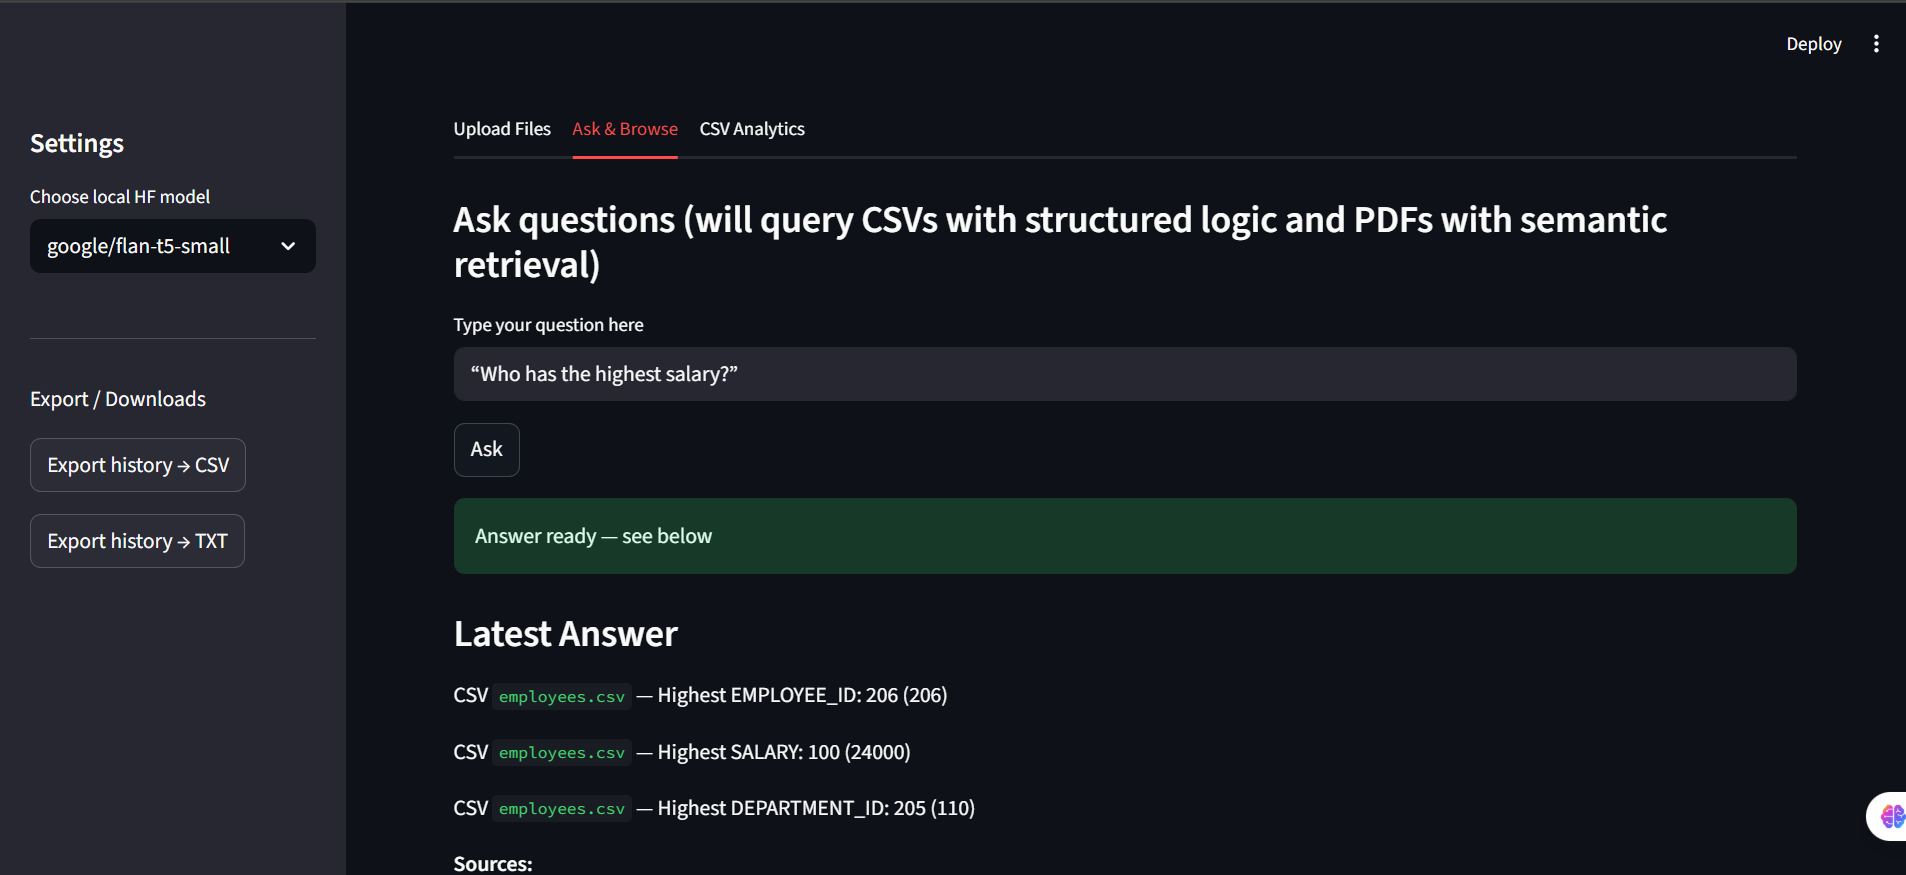 Deploy
Settings
Choose local HF model
google/flan-t5-small
Export / Downloads
Export history → CSV
Export history → TXT
Upload Files
Ask & Browse
CSV Analytics
Ask questions (will query CSVs with structured logic and PDFs with semantic
retrieval)
Type your question here
“Who has the highest salary?”
Ask
Answer ready — see below
Latest Answer
CSV employees.csv — Highest EMPLOYEE_ID: 206 (206)
CSV employees.csv — Highest SALARY: 100 (24000)
CSV employees.csv — Highest DEPARTMENT_ID: 205 (110)
Sources: